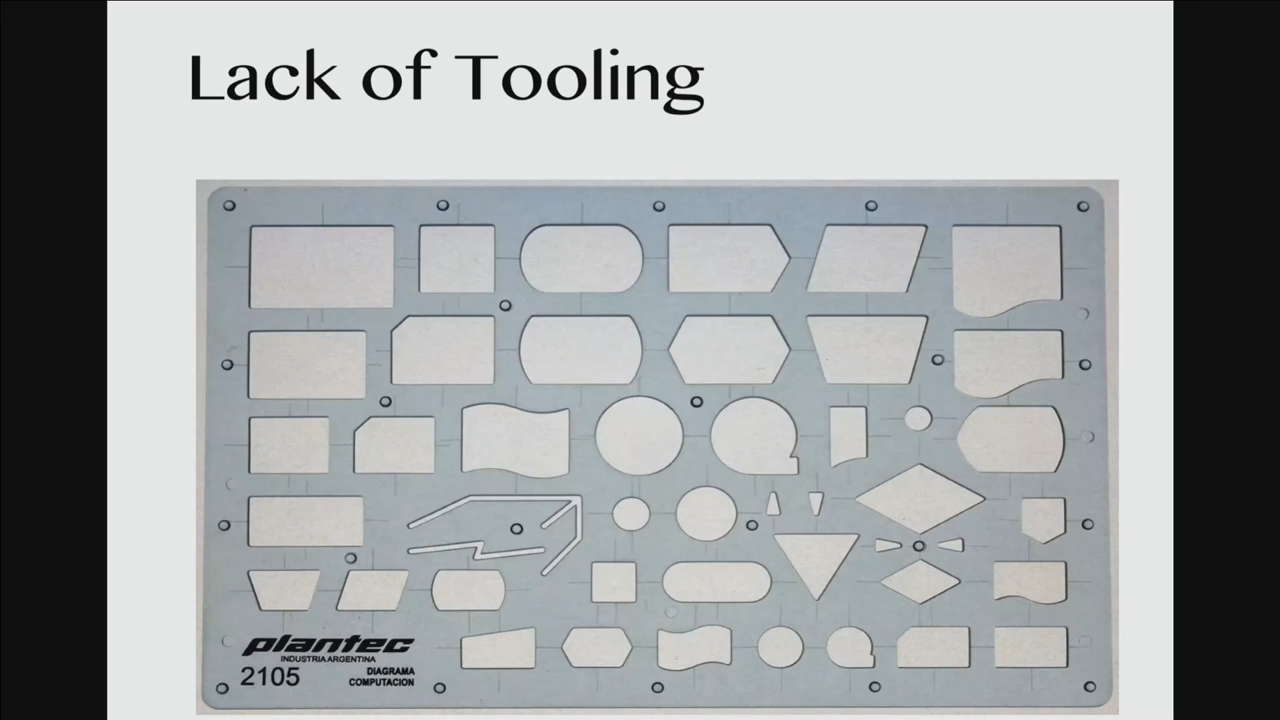 Lack of Tooling
plantec
INDUSTRIA ARGENTINA
2105
DIAGRAMA
COMPUTACION